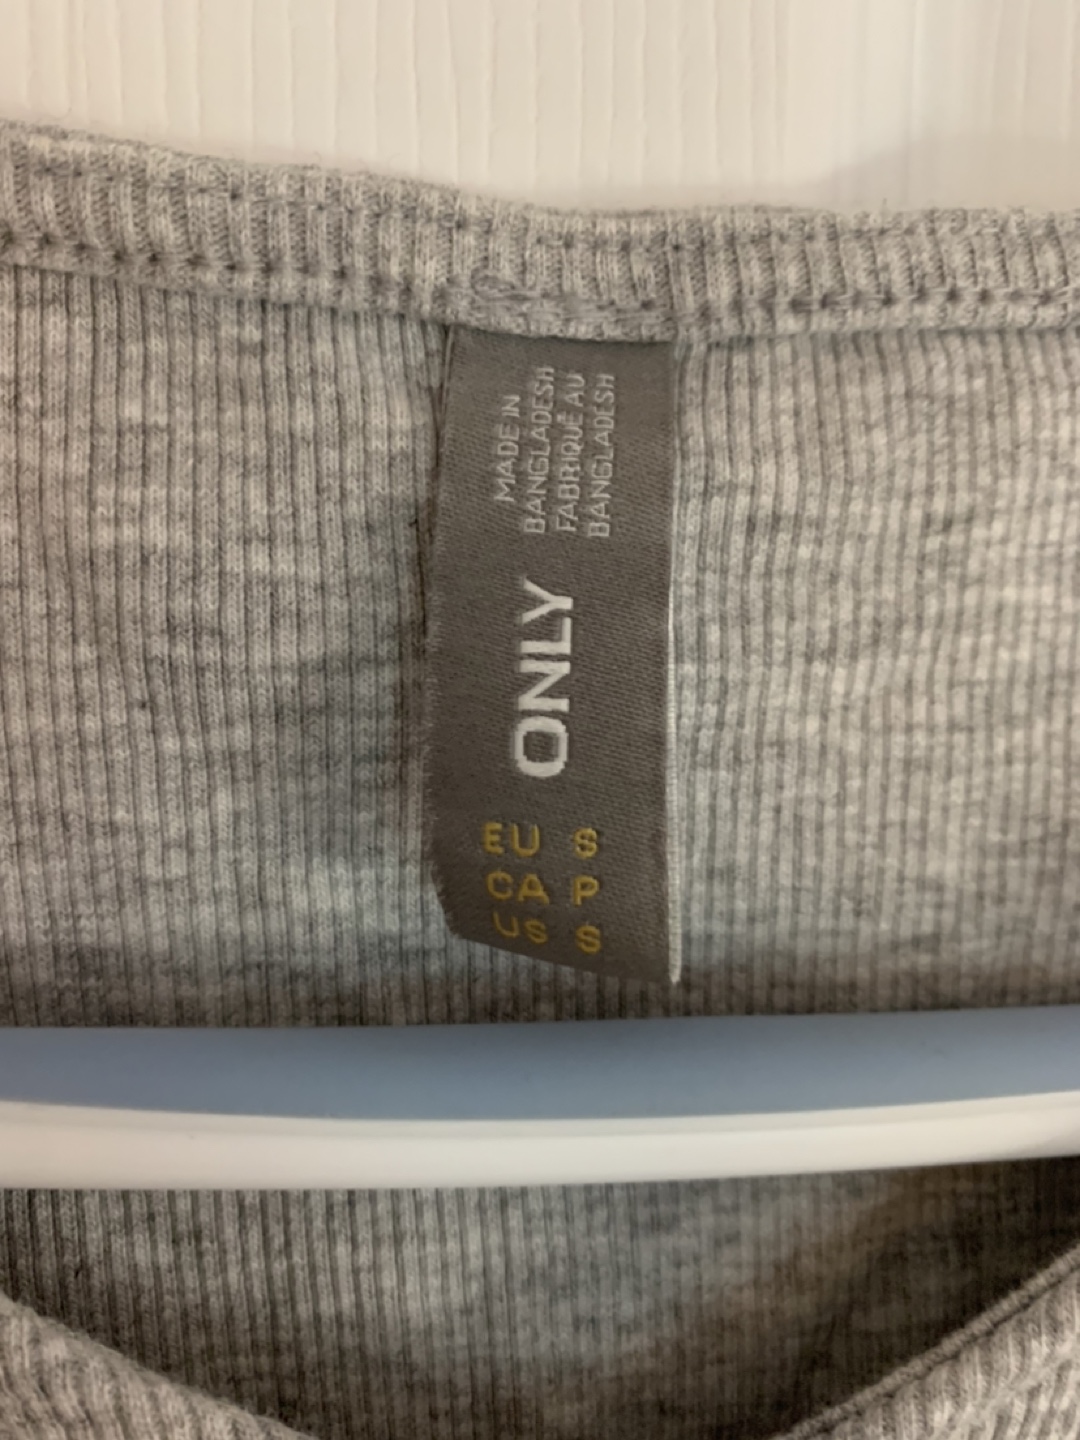 MADE IN
BANGLADESH
FABRIQUÉ AU
BANGLADESH
ONLY
EU S
CA P
US S